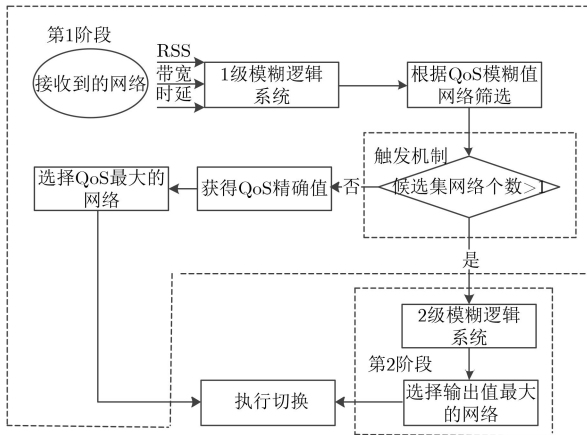 第1阶段
接收到的网络
RSS
带宽
时延
1级模糊逻辑
系统
根据QoS模糊值
网络筛选
触发机制
候选集网络个数>1
否
获得QoS精确值
选择QoS最大的
网络
是
2级模糊逻辑
系统
第2阶段
选择输出值最大
的网络
执行切换